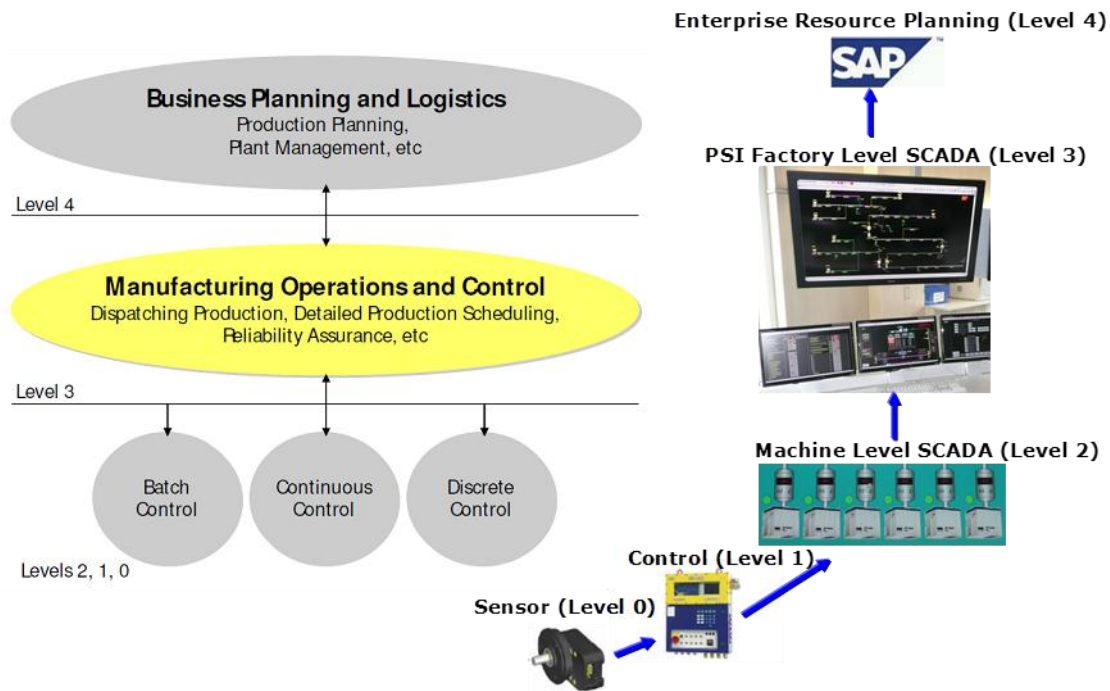 Business Planning and Logistics
Production Planning,
Plant Management, etc
Level 4
Manufacturing Operations and Control
Dispatching Production, Detailed Production Scheduling,
Reliability Assurance, etc
Level 3
Batch
Control
Continuous
Control
Discrete
Control
Levels 2, 1, 0
Enterprise Resource Planning (Level 4)
SAP
TM
PSI Factory Level SCADA (Level 3)
Machine Level SCADA (Level 2)
Control (Level 1)
Sensor (Level 0)